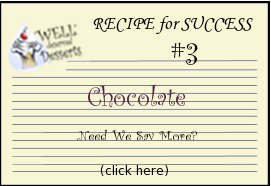 RECIPE for SUCCESS
WELL
deserved
Desserts
#3
Chocolate
Need We Say More?
(click here)